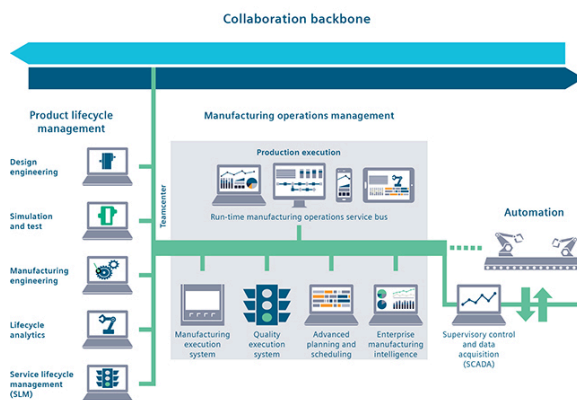 Collaboration backbone
Product lifecycle
management
Manufacturing operations management
Design
engineering
Simulation
and test
Manufacturing
engineering
Lifecycle
analytics
Service lifecycle
management
(SLM)
Teamcenter
Production execution
Run-time manufacturing operations service bus
Manufacturing
execution
system
Quality
execution
system
Advanced
planning and
scheduling
Enterprise
manufacturing
intelligence
Automation
Supervisory control
and data
acquisition
(SCADA)